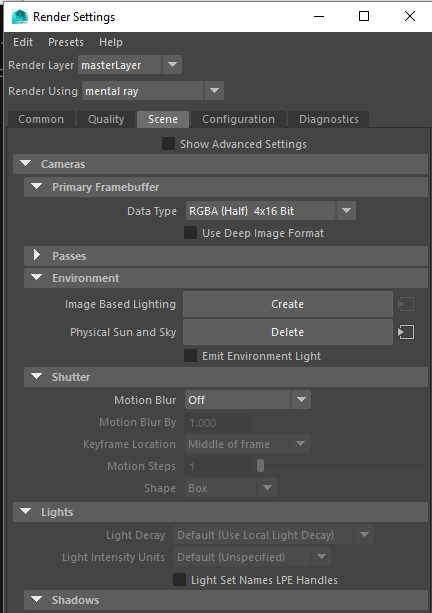 Render Settings
Edit Presets Help
Render Layer masterLayer
Render Using mental ray
Common Quality Scene Configuration Diagnostics
Show Advanced Settings
Cameras
Primary Framebuffer
Data Type RGBA (Half) 4x16 Bit
Use Deep Image Format
Passes
Environment
Image Based Lighting Create
Physical Sun and Sky Delete
Emit Environment Light
Shutter
Motion Blur Off
Motion Blur By 1.000
Keyframe Location Middle of frame
Motion Steps 1
Shape Box
Lights
Light Decay Default (Use Local Light Decay)
Light Intensity Units Default (Unspecified)
Light Set Names LPE Handles
Shadows